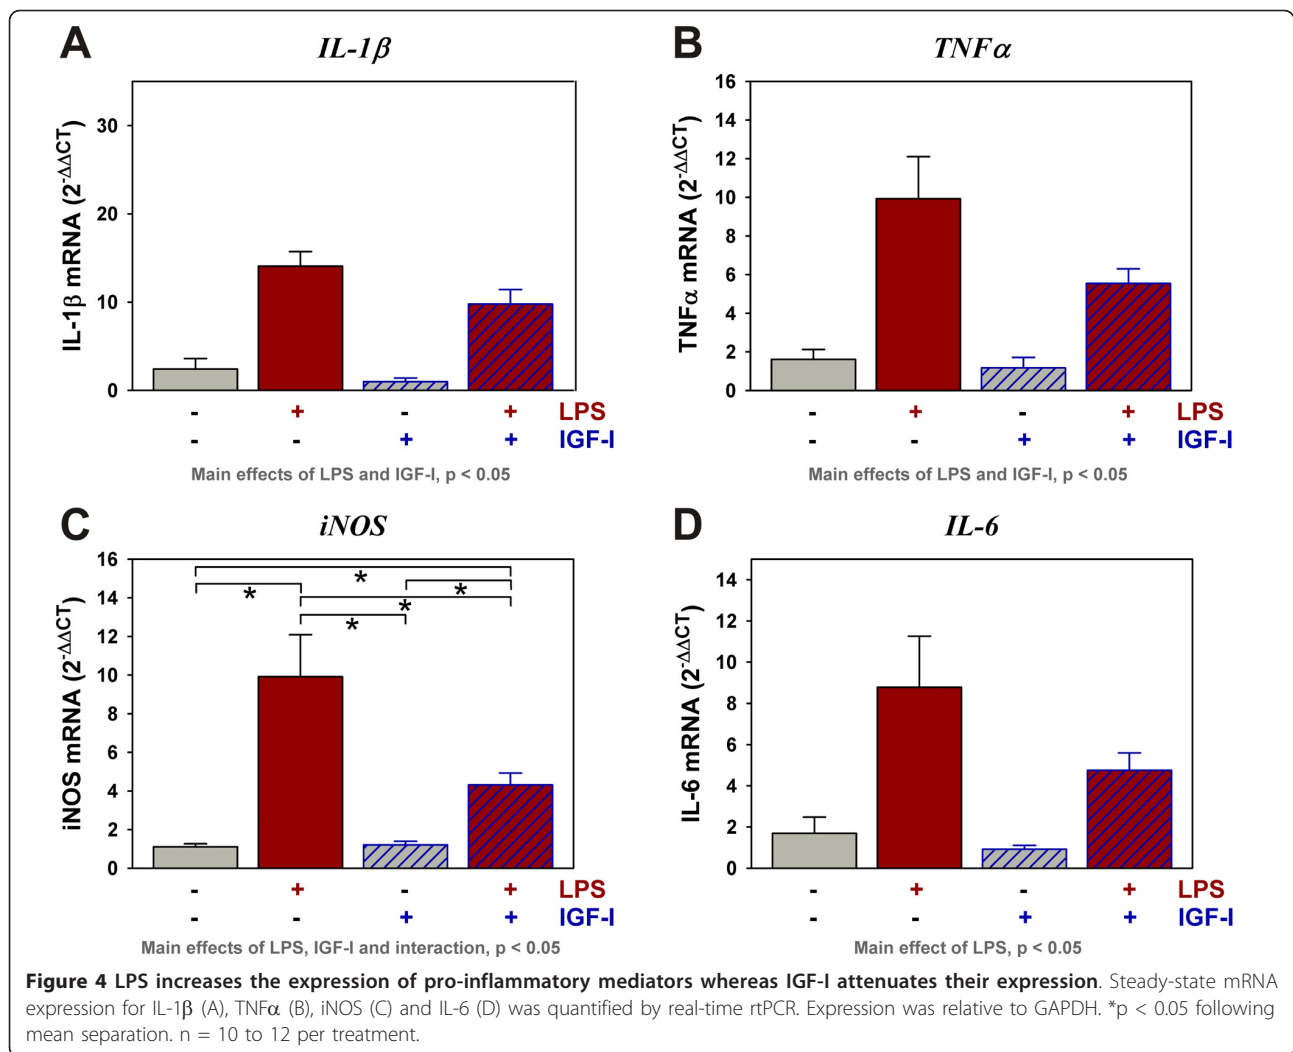 A
IL-1β
IL-1β mRNA (2^-ΔΔCT)
30
20
10
0
- + - + LPS
- - + + IGF-I
Main effects of LPS and IGF-I, p < 0.05
B
TNFα
TNFα mRNA (2^-ΔΔCT)
16
14
12
10
8
6
4
2
0
- + - + LPS
- - + + IGF-I
Main effects of LPS and IGF-I, p < 0.05
C
iNOS
iNOS mRNA (2^-ΔΔCT)
16
14
12
10
8
6
4
2
0
*
*
*
*
*
- + - + LPS
- - + + IGF-I
Main effects of LPS, IGF-I and interaction, p < 0.05
D
IL-6
IL-6 mRNA (2^-ΔΔCT)
14
12
10
8
6
4
2
0
- + - + LPS
- - + + IGF-I
Main effect of LPS, p < 0.05
Figure 4 LPS increases the expression of pro-inflammatory mediators whereas IGF-I attenuates their expression. Steady-state mRNA
expression for IL-1β (A), TNFα (B), iNOS (C) and IL-6 (D) was quantified by real-time rtPCR. Expression was relative to GAPDH. *p < 0.05 following
mean separation. n = 10 to 12 per treatment.